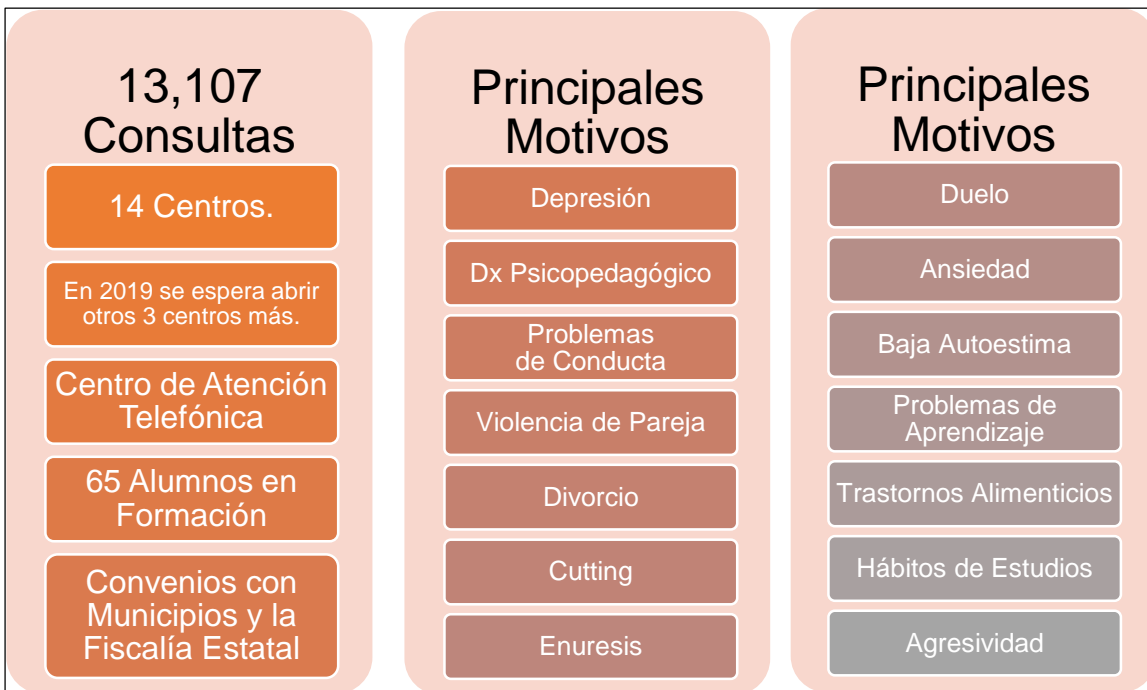 13,107
Consultas
14 Centros.
En 2019 se espera abrir
otros 3 centros más.
Centro de Atención
Telefónica
65 Alumnos en
Formación
Convenios con
Municipios y la
Fiscalía Estatal
Principales
Motivos
Depresión
Dx Psicopedagógico
Problemas
de Conducta
Violencia de Pareja
Divorcio
Cutting
Enuresis
Principales
Motivos
Duelo
Ansiedad
Baja Autoestima
Problemas de
Aprendizaje
Trastornos Alimenticios
Hábitos de Estudios
Agresividad